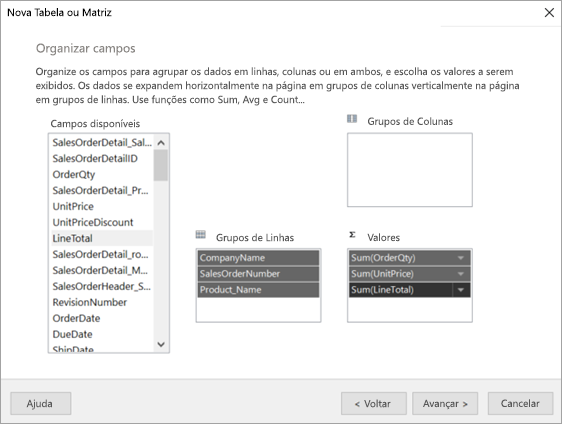 Nova Tabela ou Matriz
Organizar campos
Organize os campos para agrupar os dados em linhas, colunas ou em ambos, e escolha os valores a serem
exibidos. Os dados se expandem horizontalmente na página em grupos de colunas verticalmente na página
em grupos de linhas. Use funções como Sum, Avg e Count...
Campos disponíveis
SalesOrderDetail_Sal...
SalesOrderDetailID
OrderQty
SalesOrderDetail_Pr...
UnitPrice
UnitPriceDiscount
LineTotal
SalesOrderDetail_ro...
SalesOrderDetail_M...
SalesOrderHeader_S...
RevisionNumber
OrderDate
DueDate
ShipDate
Grupos de Colunas
Grupos de Linhas
CompanyName
SalesOrderNumber
Product_Name
Σ Valores
Sum(OrderQty)
Sum(UnitPrice)
Sum(LineTotal)
Ajuda
< Voltar
Avançar >
Cancelar